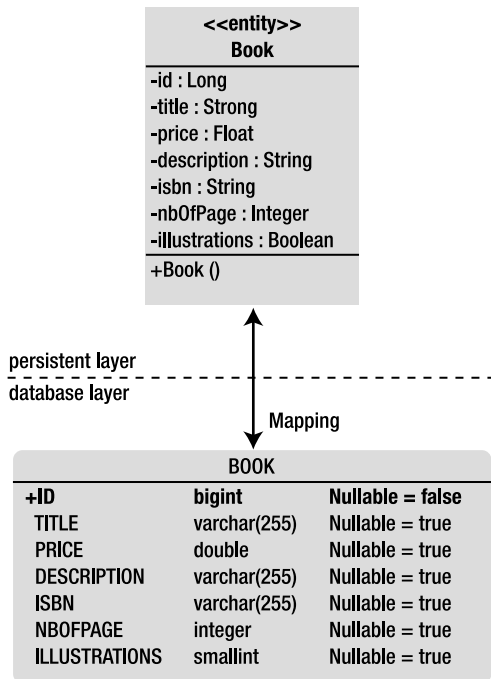 <<entity>>
Book
-id : Long
-title : Strong
-price : Float
-description : String
-isbn : String
-nbOfPage : Integer
-illustrations : Boolean
+Book ()
persistent layer
database layer
Mapping
BOOK
+ID bigint Nullable = false
TITLE varchar(255) Nullable = true
PRICE double Nullable = true
DESCRIPTION varchar(255) Nullable = true
ISBN varchar(255) Nullable = true
NBOFPAGE integer Nullable = true
ILLUSTRATIONS smallint Nullable = true